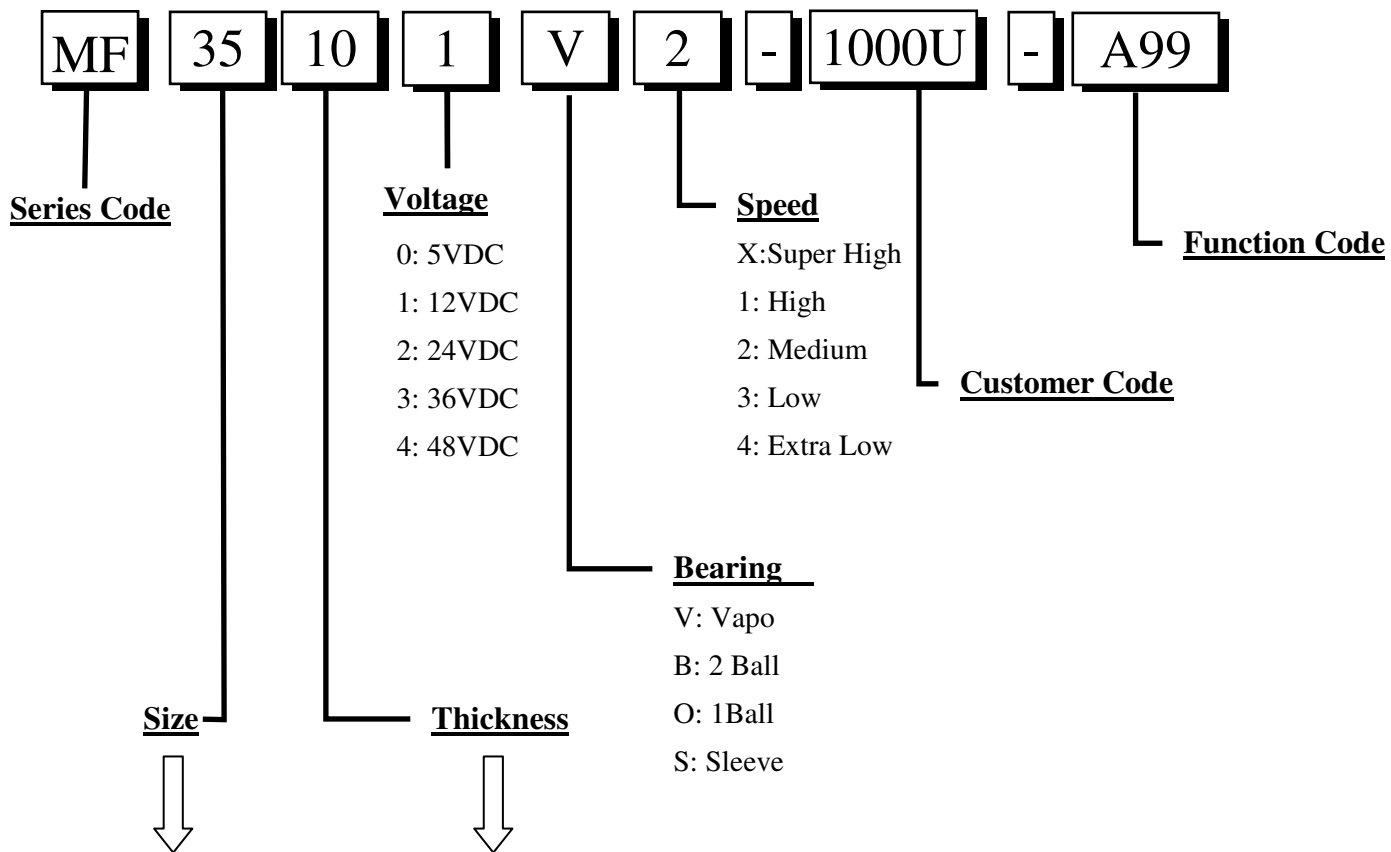 MF 35 10 1 V 2 - 1000U - A99
Series Code
Voltage
0: 5VDC
1: 12VDC
2: 24VDC
3: 36VDC
4: 48VDC
Speed
X:Super High
1: High
2: Medium
3: Low
4: Extra Low
Function Code
Customer Code
Bearing
V: Vapo
B: 2 Ball
O: 1Ball
S: Sleeve
Size
Thickness